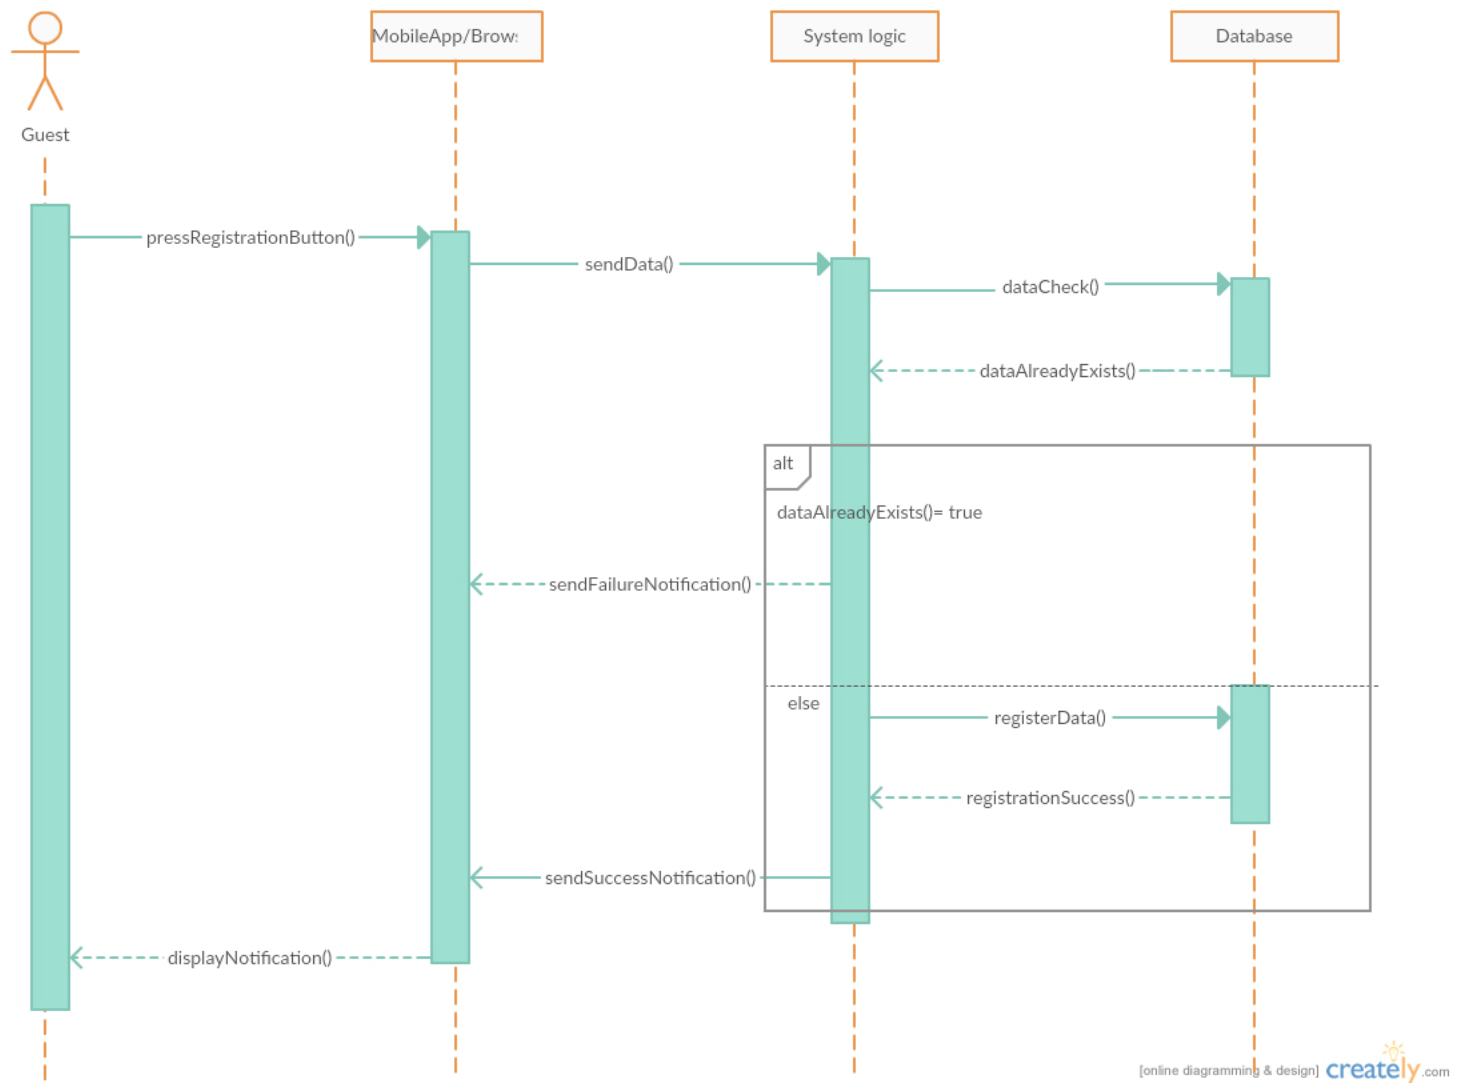 MobileApp/Brows
System logic
Database
Guest
pressRegistrationButton()
sendData()
dataCheck()
dataAlreadyExists()
alt
dataAlreadyExists()= true
sendFailureNotification()
else
registerData()
registrationSuccess()
sendSuccessNotification()
displayNotification()
[online diagramming & design] creately.com